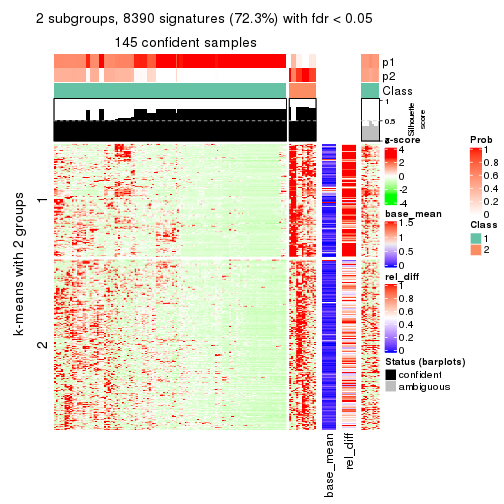 2 subgroups, 8390 signatures (72.3%) with fdr < 0.05
145 confident samples
p1
p2
Class
1
0.5
0
Silhouette
score
k-means with 2 groups
1
2
base_mean
rel_diff
z-score
4
2
0
-2
-4
base_mean
1.5
1
0.5
0
rel_diff
1
0.8
0.6
0.4
0.2
0
Status (barplots)
confident
ambiguous
Prob
1
0.8
0.6
0.4
0.2
0
Class
1
2